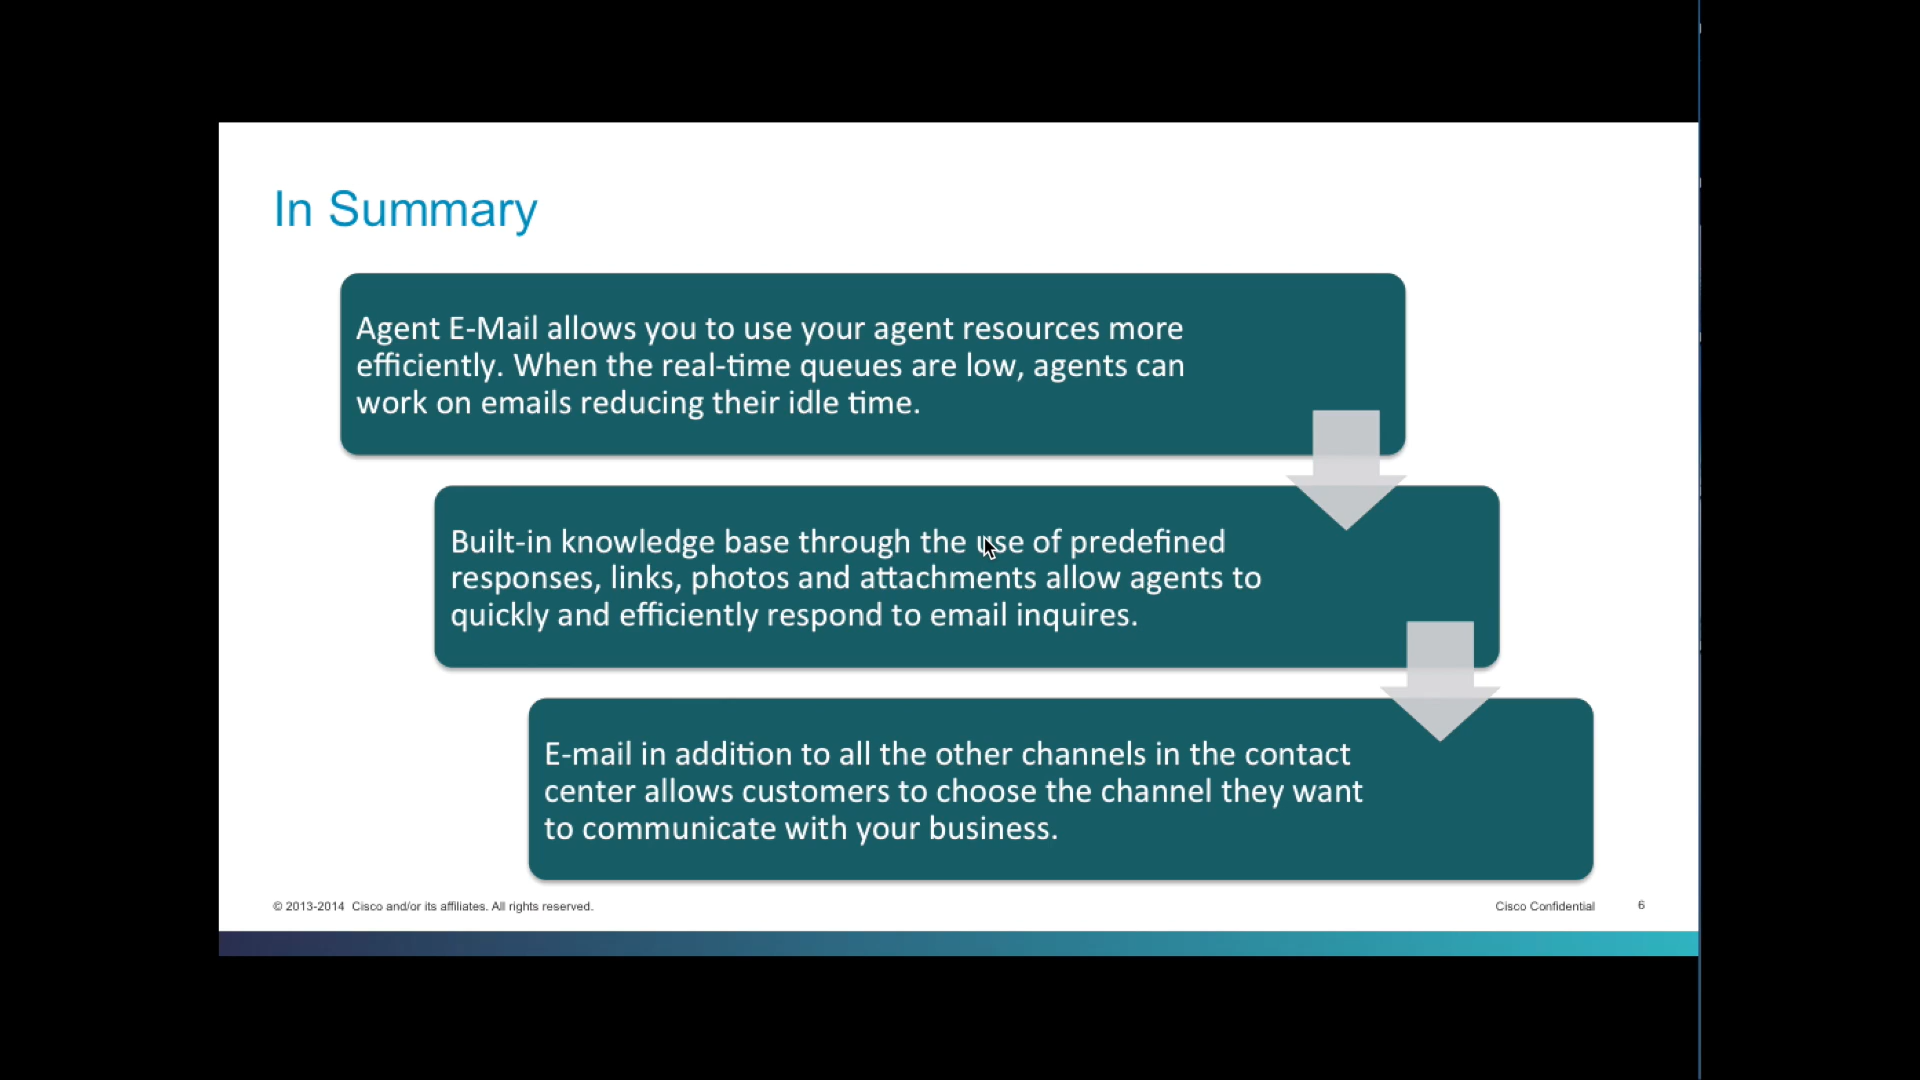 In Summary
Agent E-Mail allows you to use your agent resources more
efficiently. When the real-time queues are low, agents can
work on emails reducing their idle time.
Built-in knowledge base through the use of predefined
responses, links, photos and attachments allow agents to
quickly and efficiently respond to email inquires.
E-mail in addition to all the other channels in the contact
center allows customers to choose the channel they want
to communicate with your business.
© 2013-2014 Cisco and/or its affiliates. All rights reserved.
Cisco Confidential
6